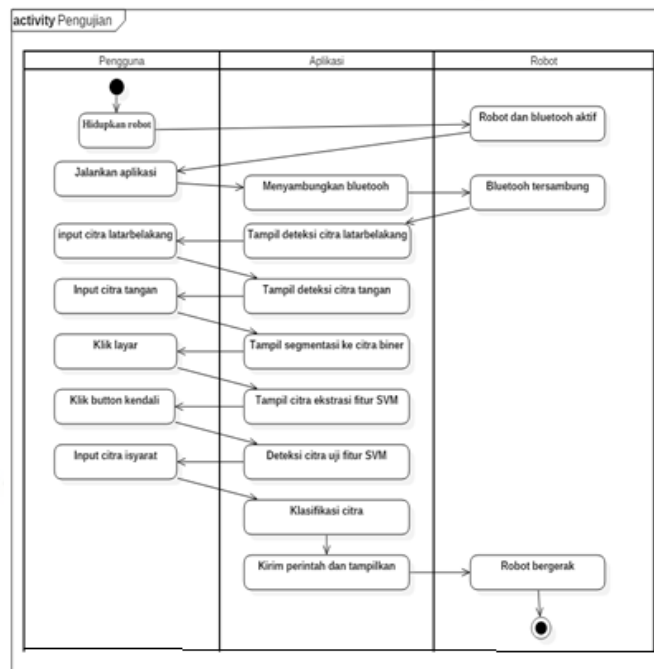 activity Pengujian
Pengguna
Aplikasi
Robot
Hidupkan robot
Robot dan bluetooh aktif
Jalankan aplikasi
Menyambungkan bluetooh
Bluetooh tersambung
input citra latarbelakang
Tampil deteksi citra latarbelakang
Input citra tangan
Tampil deteksi citra tangan
Klik layar
Tampil segmentasi ke citra biner
Klik button kendali
Tampil citra ekstrasi fitur SVM
Input citra isyarat
Deteksi citra uji fitur SVM
Klasifikasi citra
Kirim perintah dan tampilkan
Robot bergerak